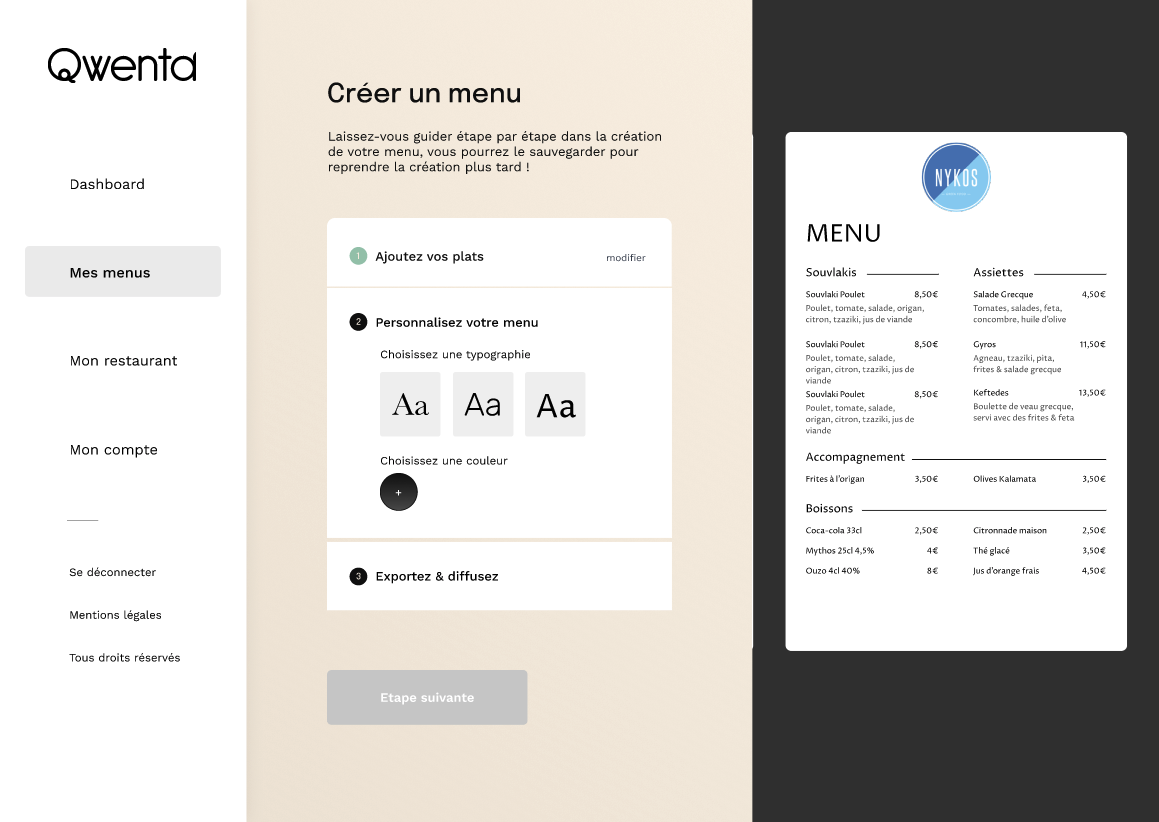 Qwenta
Dashboard
Mes menus
Mon restaurant
Mon compte
Se déconnecter
Mentions légales
Tous droits réservés
Créer un menu
Laissez-vous guider étape par étape dans la création
de votre menu, vous pourrez le sauvegarder pour
reprendre la création plus tard !
1 Ajoutez vos plats modifier
2 Personnalisez votre menu
Choisissez une typographie
Aa Aa Aa
Choisissez une couleur
+
3 Exportez & diffusez
Etape suivante
NYKOS
MENU
Souvlakis
Souvlaki Poulet 8,50€
Poulet, tomate, salade, origan,
citron, tzaziki, jus de viande
Souvlaki Poulet 8,50€
Poulet, tomate, salade,
origan, citron, tzaziki, jus de
viande
Souvlaki Poulet 8,50€
Poulet, tomate, salade,
origan, citron, tzaziki, jus de
viande
Assiettes
Salade Grecque 4,50€
Tomates, salades, feta,
concombre, huile d'olive
Gyros 11,50€
Agneau, tzaziki, pita,
frites & salade grecque
Keftedes 13,50€
Boulette de veau grecque,
servi avec des frites & feta
Accompagnement
Frites à l'origan 3,50€ Olives Kalamata 3,50€
Boissons
Coca-cola 33cl 2,50€ Citronnade maison 2,50€
Mythos 25cl 4,5% 4€ Thé glacé 3,50€
Ouzo 4cl 40% 8€ Jus d'orange frais 4,50€